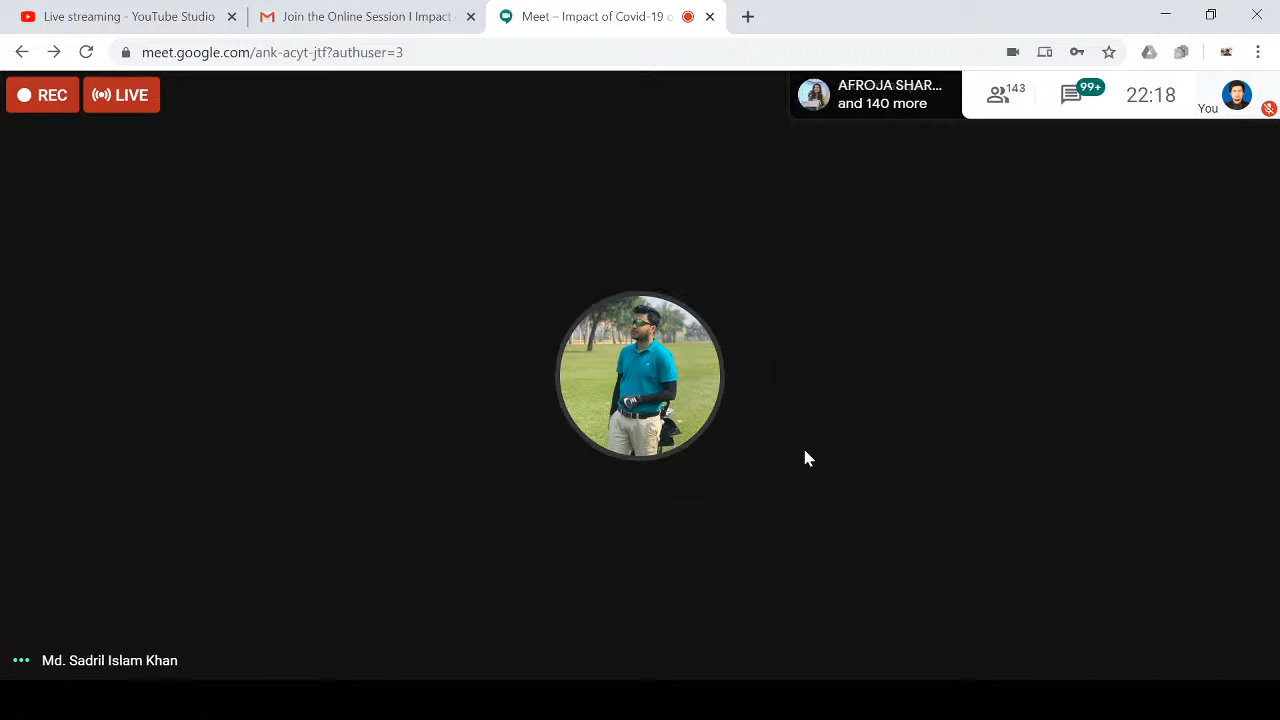 Live streaming - YouTube Studio
Join the Online Session I Impact
Meet – Impact of Covid-19 o
meet.google.com/ank-acyt-jtf?authuser=3
REC
LIVE
AFROJA SHAR...
and 140 more
143
99+
22:18
You
Md. Sadril Islam Khan